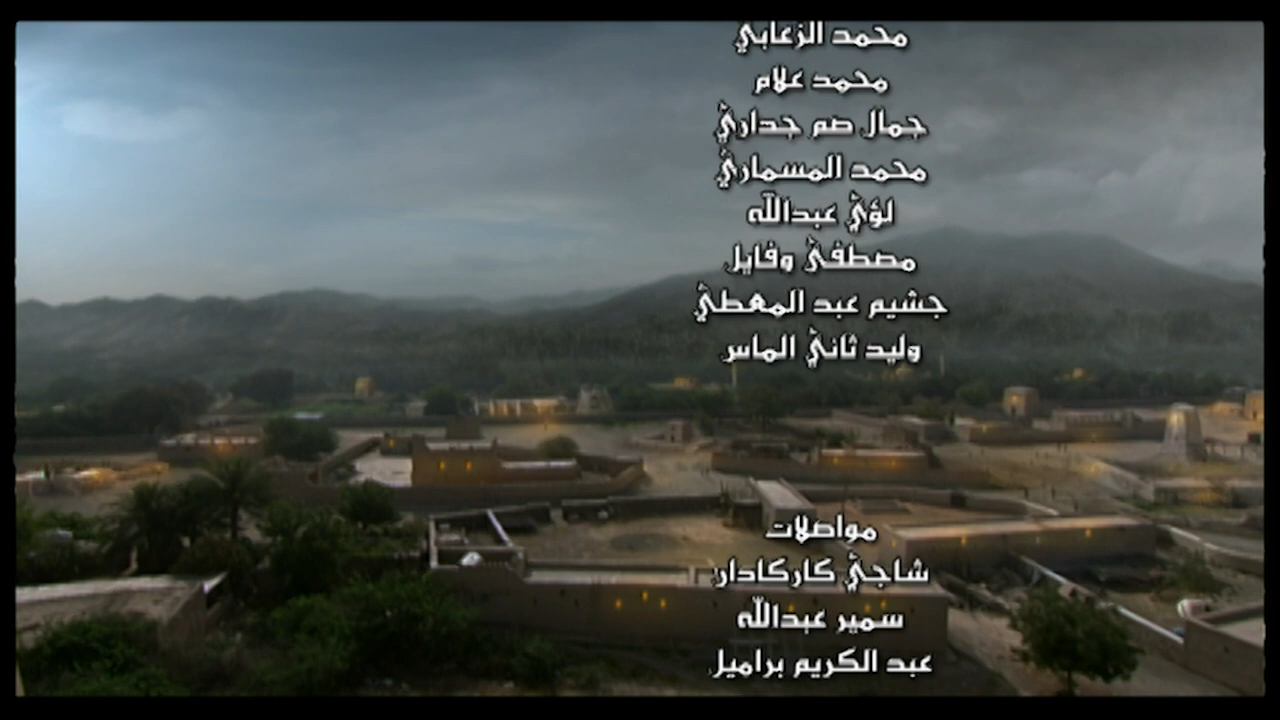 محمد الزعابي
محمد علام
جمال صم جداري
محمد المسماري
لؤي عبدالله
مصطفى وفايل
جشيم عبد المعطي
وليد ثاني الماس
مواصلات
شاجي كاركادان
سمير عبدالله
عبد الكريم براميل